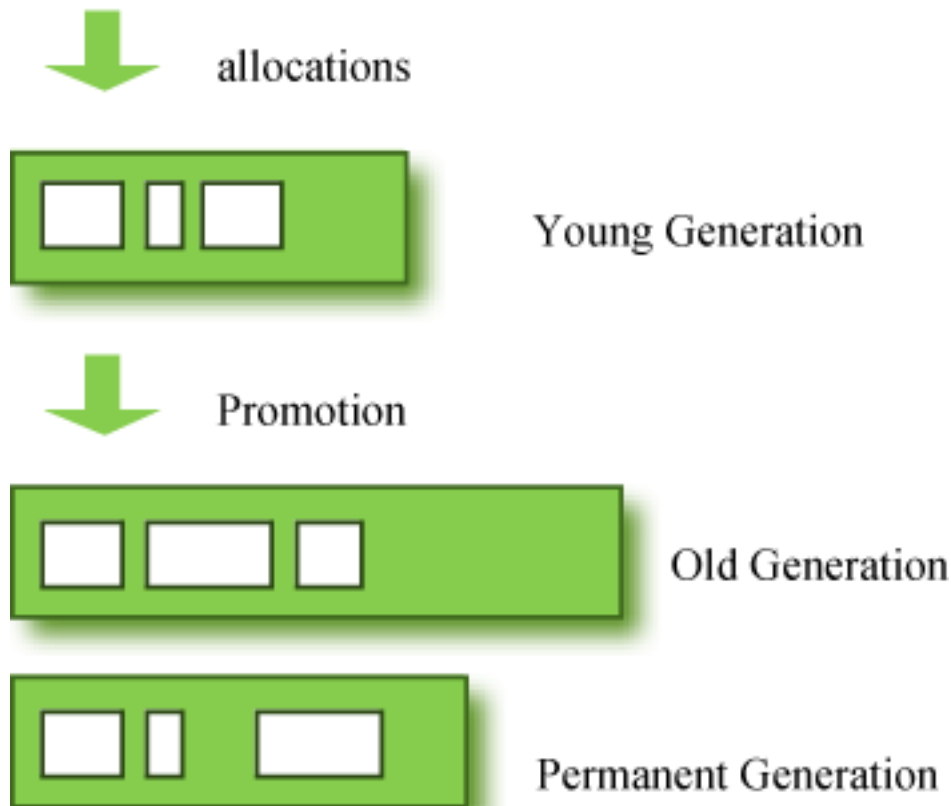 allocations
Young Generation
Promotion
Old Generation
Permanent Generation